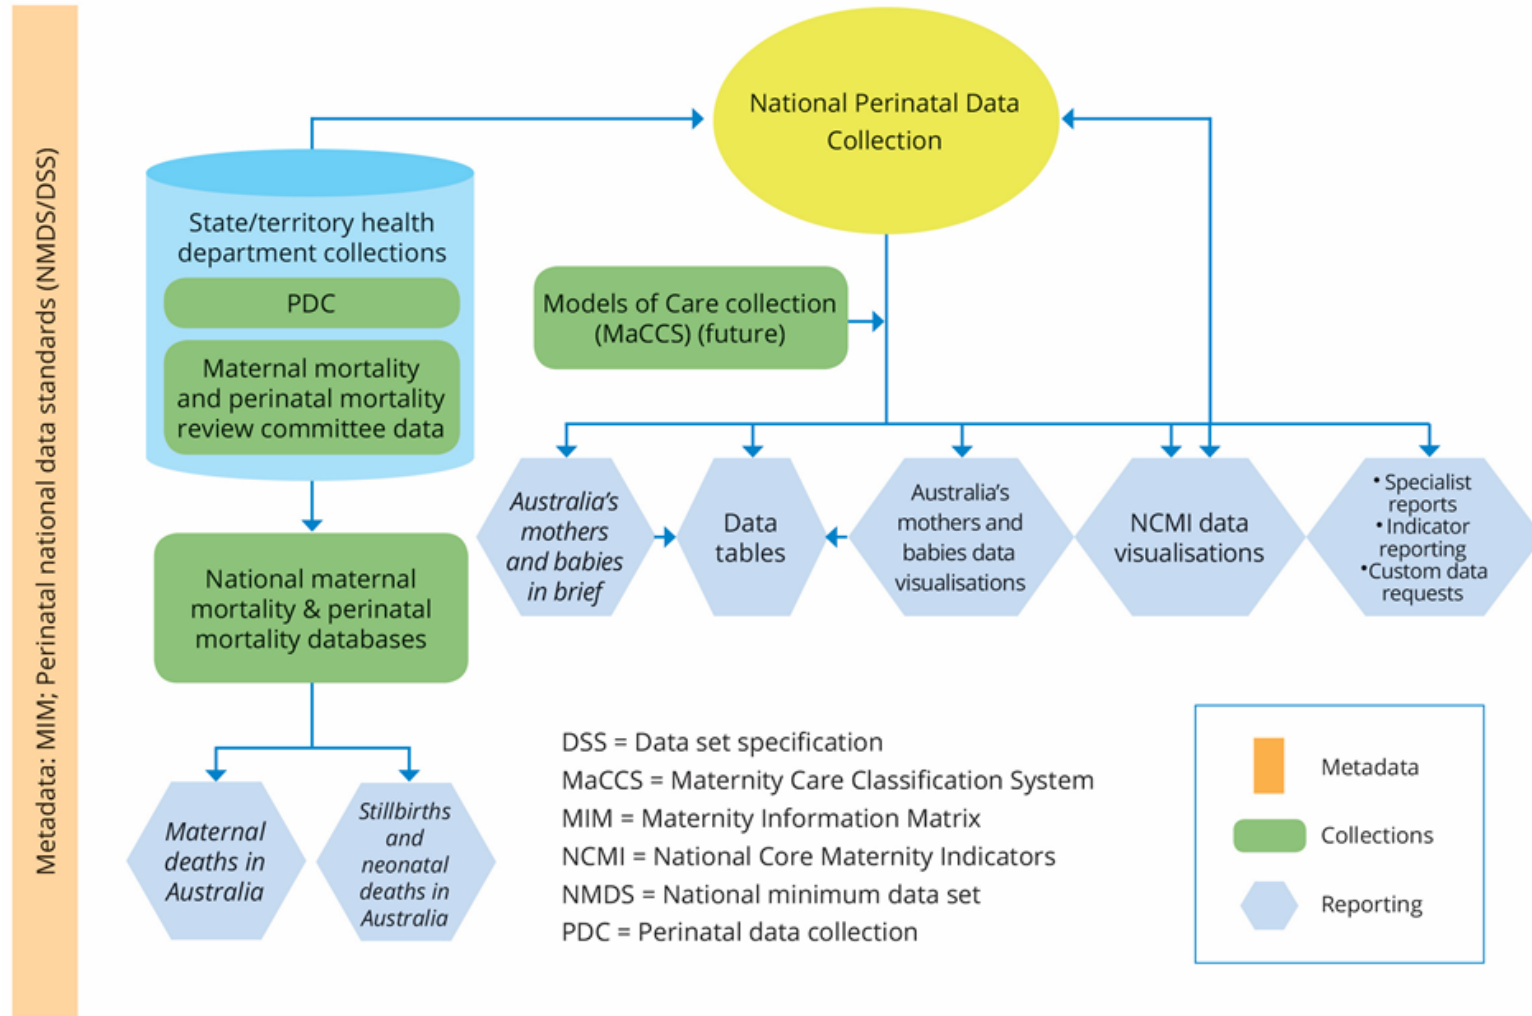 Metadata: MIM; Perinatal national data standards (NMDS/DSS)
National Perinatal Data
Collection
State/territory health
department collections
PDC
Maternal mortality
and perinatal mortality
review committee data
Models of Care collection
(MaCCS) (future)
Australia’s
mothers
and babies
in brief
Data
tables
Australia’s
mothers and
babies data
visualisations
NCMI data
visualisations
• Specialist
reports
• Indicator
reporting
•Custom data
requests
National maternal
mortality & perinatal
mortality databases
Maternal
deaths in
Australia
Stillbirths
and
neonatal
deaths in
Australia
DSS = Data set specification
MaCCS = Maternity Care Classification System
MIM = Maternity Information Matrix
NCMI = National Core Maternity Indicators
NMDS = National minimum data set
PDC = Perinatal data collection
Metadata
Collections
Reporting